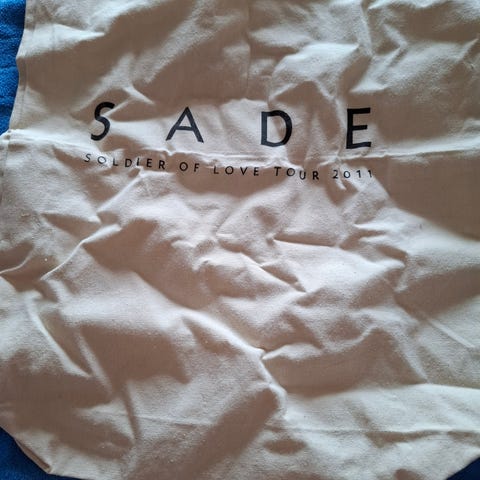 SADE
SOLDIER OF LOVE TOUR 2011